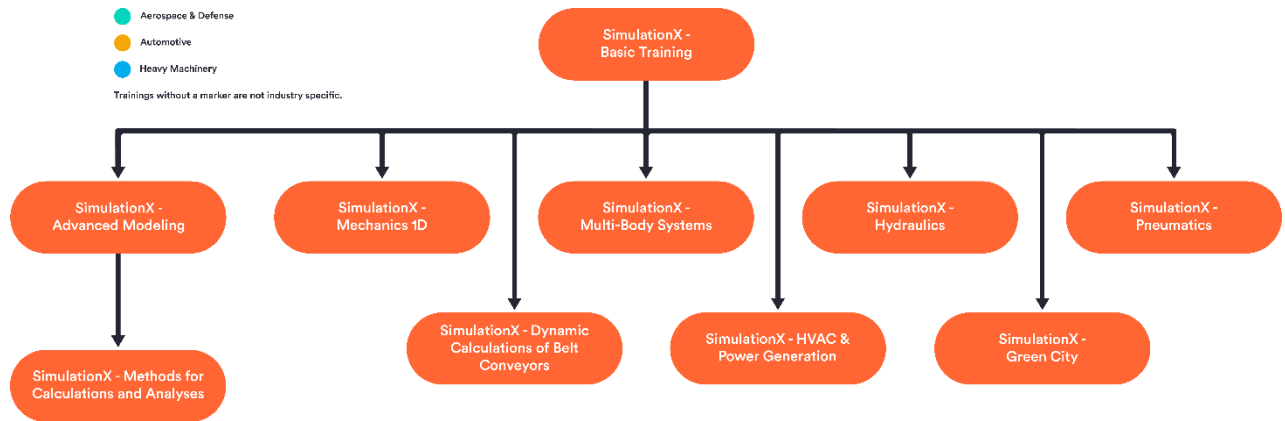 Aerospace & Defense
Automotive
Heavy Machinery
Trainings without a marker are not industry specific.
SimulationX -
Basic Training
SimulationX -
Advanced Modeling
SimulationX -
Mechanics 1D
SimulationX -
Multi-Body Systems
SimulationX -
Hydraulics
SimulationX -
Pneumatics
SimulationX - Dynamic
Calculations of Belt
Conveyors
SimulationX - HVAC &
Power Generation
SimulationX -
Green City
SimulationX - Methods for
Calculations and Analyses